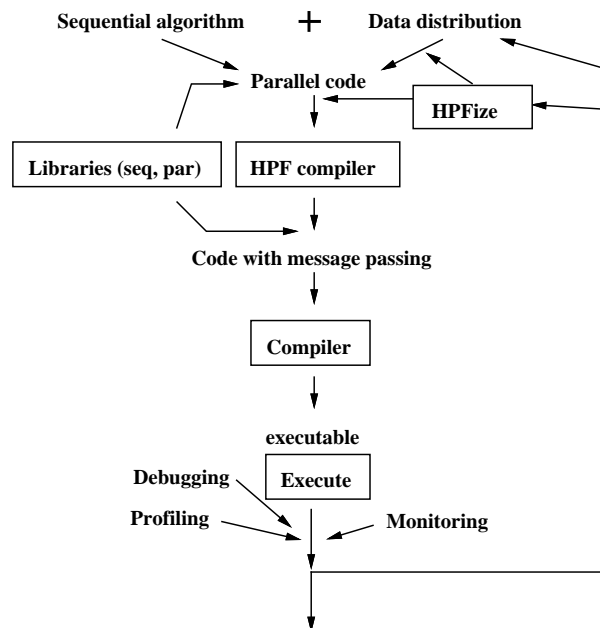 Sequential algorithm + Data distribution
Parallel code
HPFize
Libraries (seq, par)
HPF compiler
Code with message passing
Compiler
executable
Execute
Debugging
Profiling
Monitoring